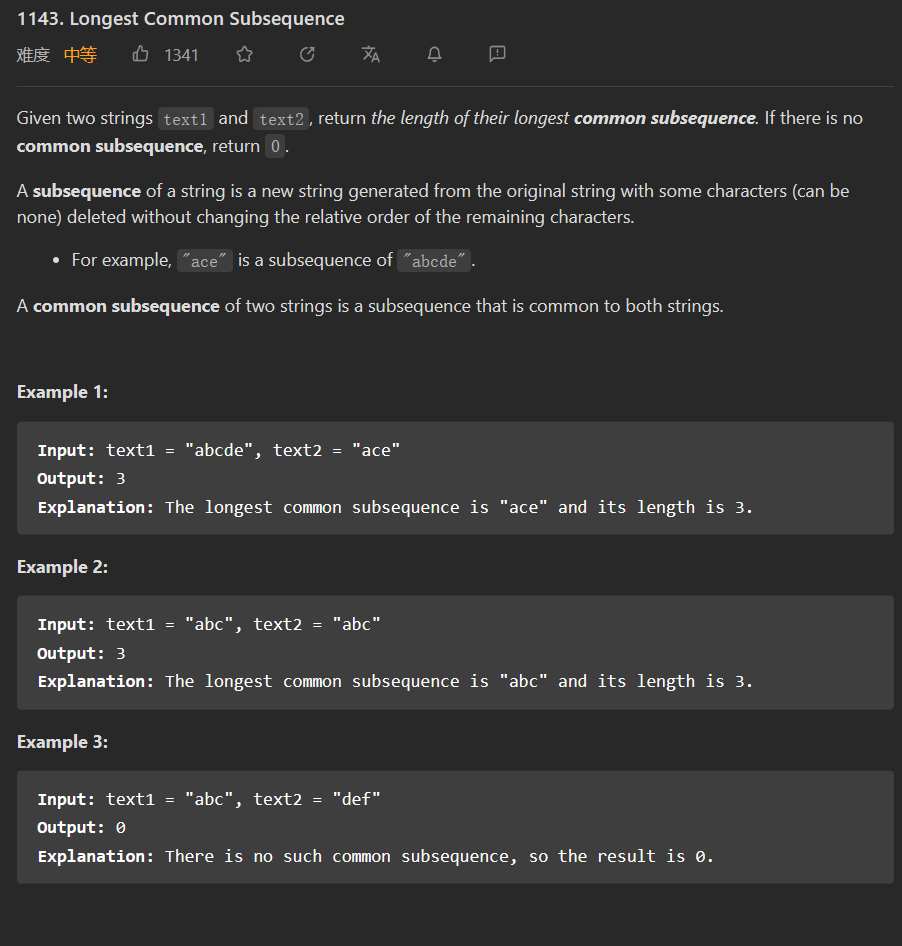 1143. Longest Common Subsequence
难度 中等 1341
Given two strings text1 and text2, return the length of their longest common subsequence. If there is no
common subsequence, return 0.
A subsequence of a string is a new string generated from the original string with some characters (can be
none) deleted without changing the relative order of the remaining characters.
• For example, "ace" is a subsequence of "abcde".
A common subsequence of two strings is a subsequence that is common to both strings.
Example 1:
Input: text1 = "abcde", text2 = "ace"
Output: 3
Explanation: The longest common subsequence is "ace" and its length is 3.
Example 2:
Input: text1 = "abc", text2 = "abc"
Output: 3
Explanation: The longest common subsequence is "abc" and its length is 3.
Example 3:
Input: text1 = "abc", text2 = "def"
Output: 0
Explanation: There is no such common subsequence, so the result is 0.